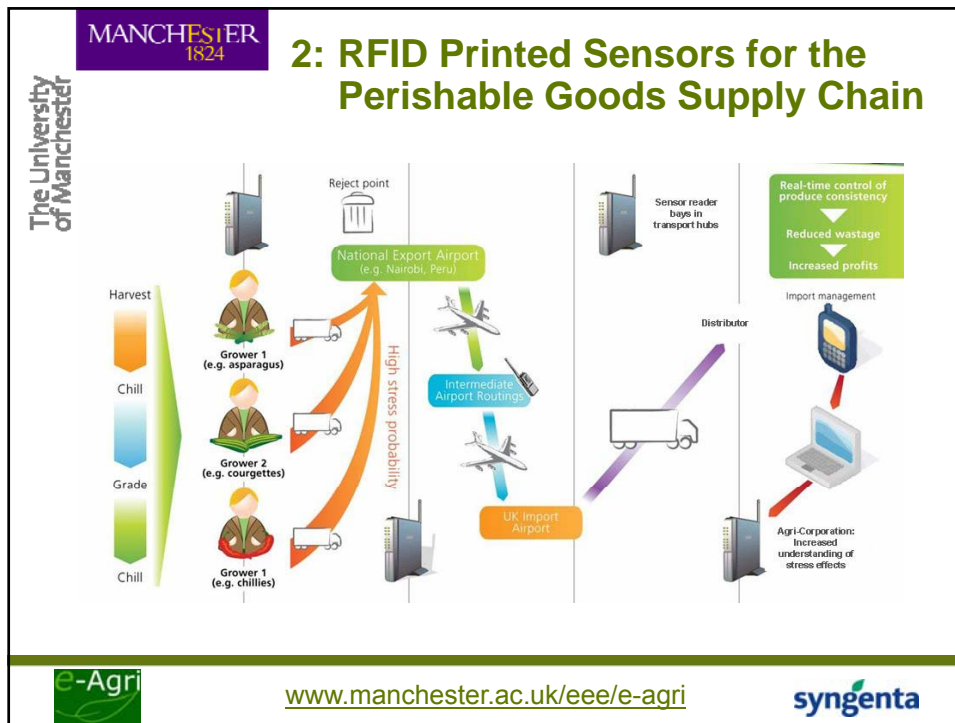 MANCHESTER
1824
The University
of Manchester
2: RFID Printed Sensors for the
Perishable Goods Supply Chain
Harvest
Chill
Grade
Chill
Grower 1
(e.g. asparagus)
Grower 2
(e.g. courgettes)
Grower 1
(e.g. chillies)
Reject point
National Export Airport
(e.g. Nairobi, Peru)
High stress probability
Intermediate
Airport Routings
UK Import
Airport
Sensor reader
bays in
transport hubs
Distributor
Real-time control of
produce consistency
Reduced wastage
Increased profits
Import management
Agri-Corporation:
Increased
understanding of
stress effects
e-Agri
www.manchester.ac.uk/eee/e-agri
syngenta